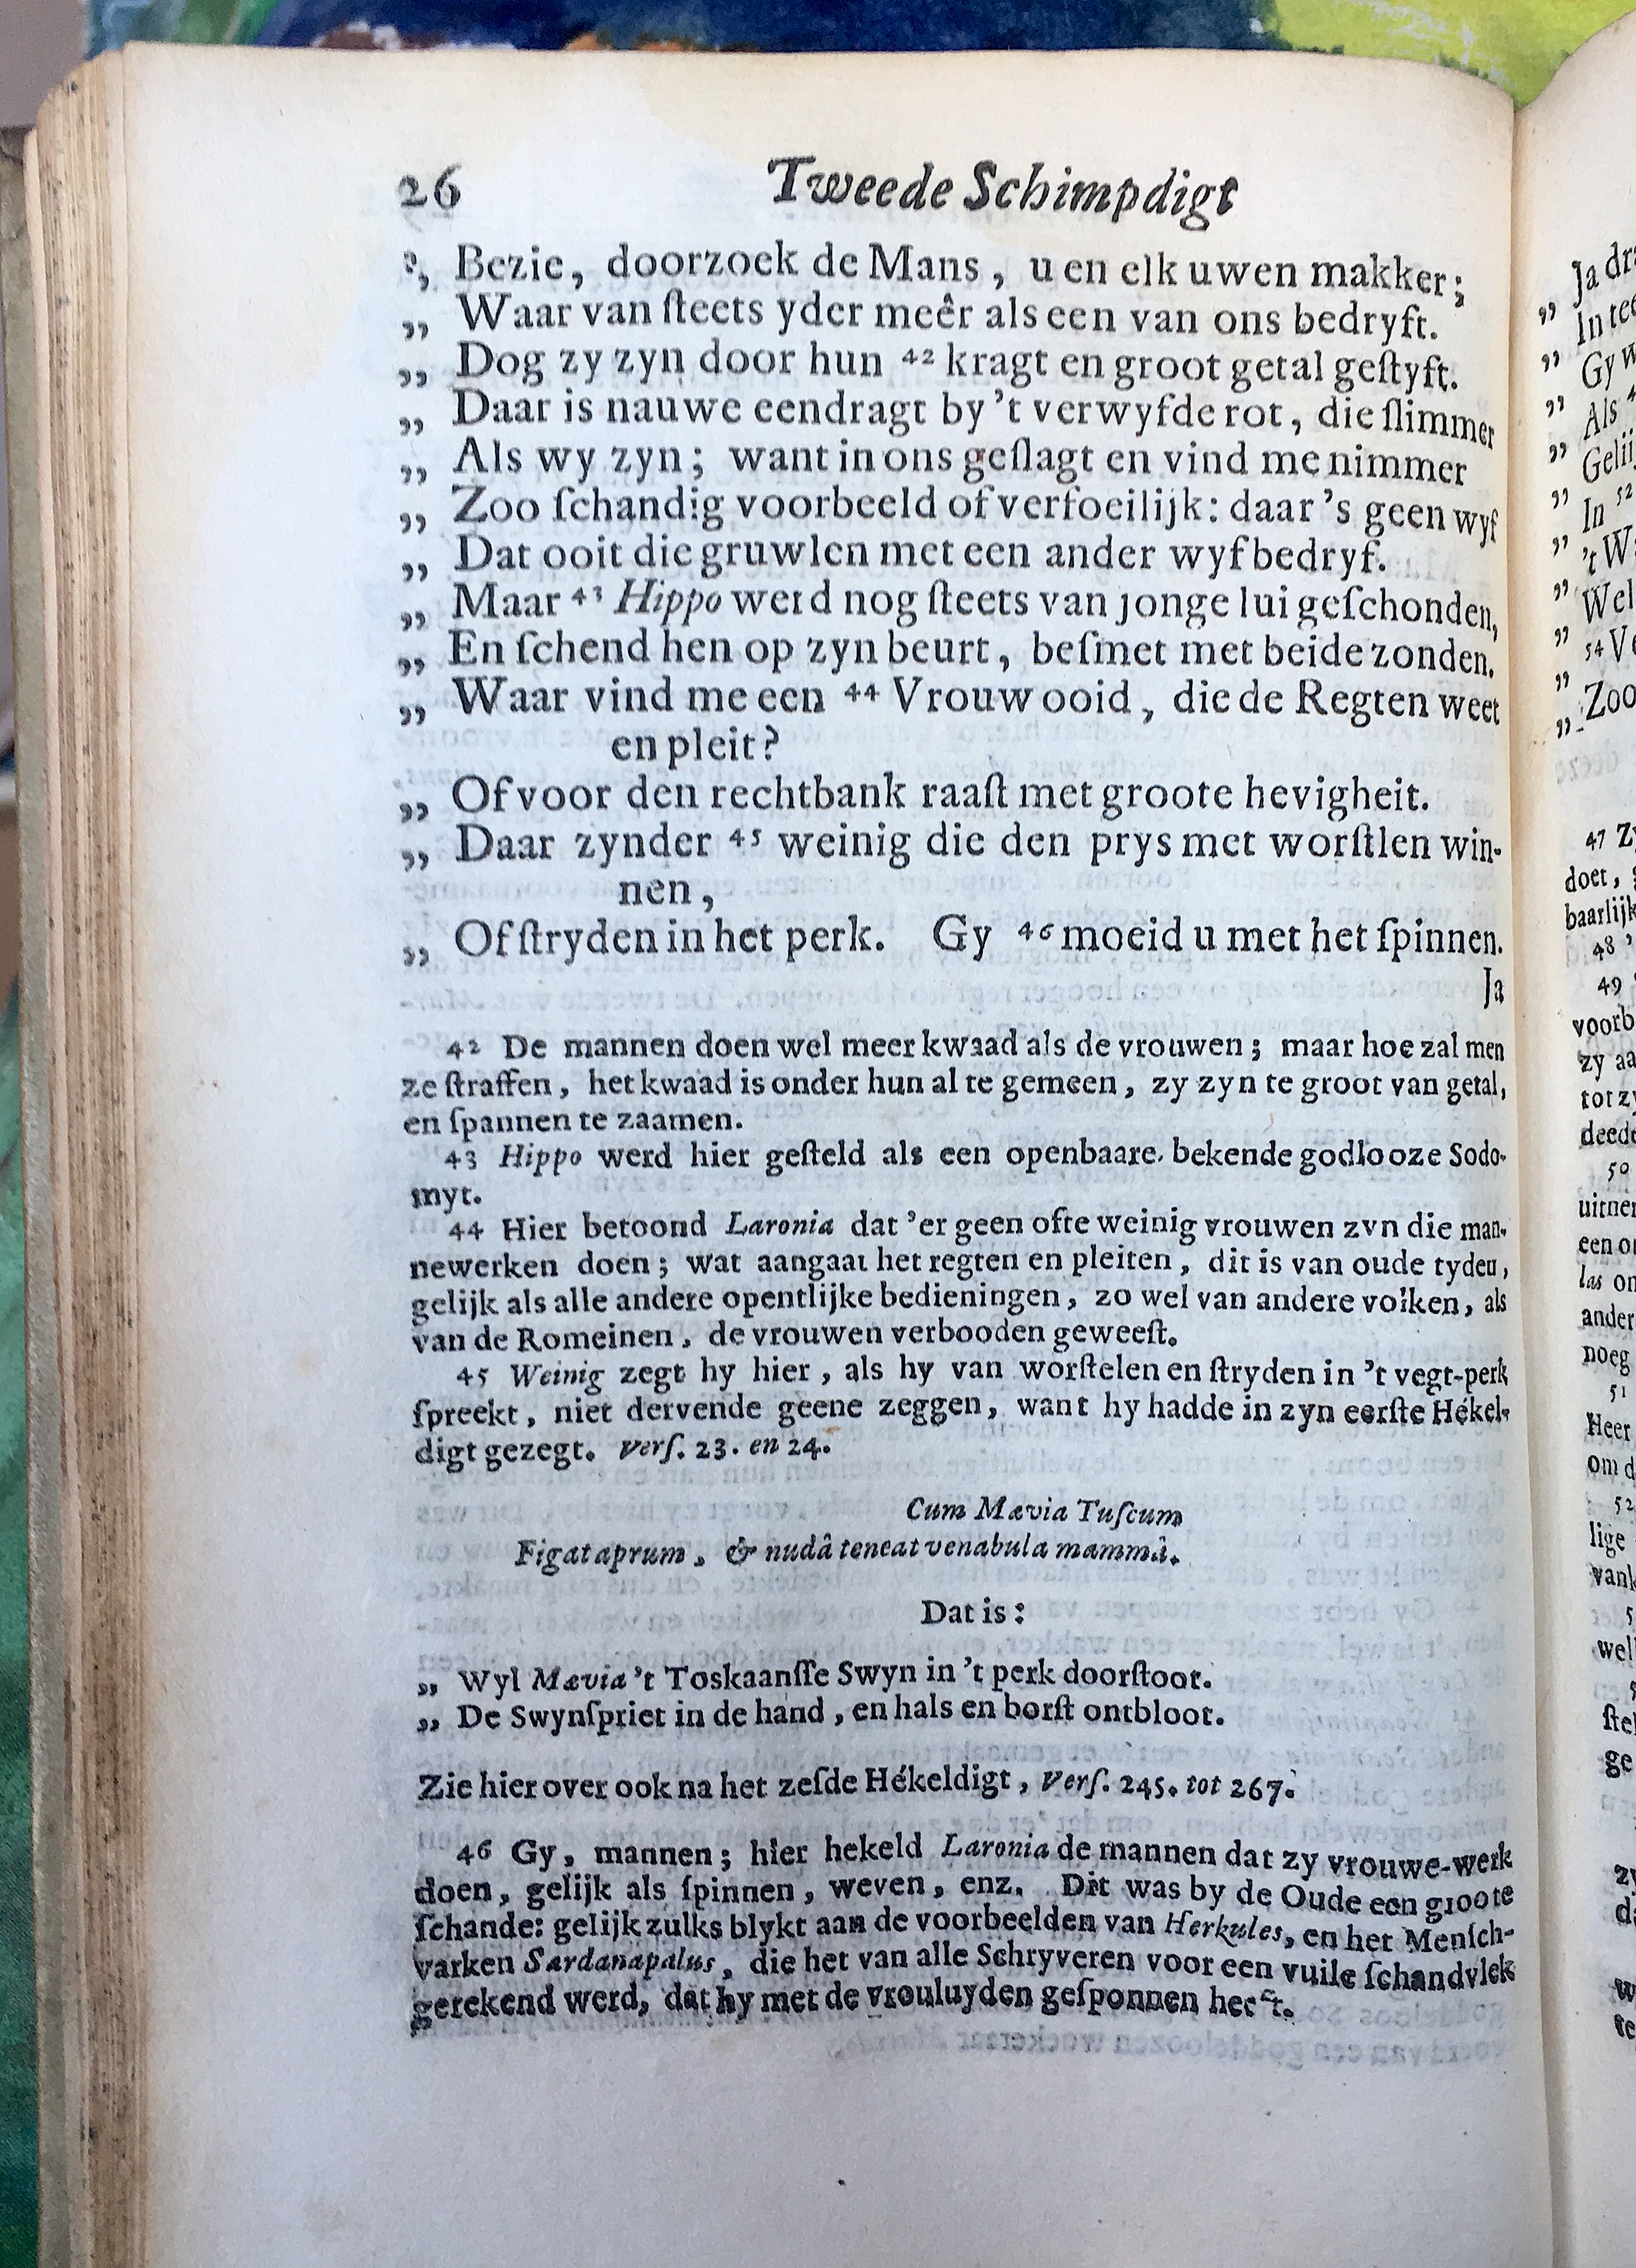 26 Tweede Schimpdigt
„ Bezie, doorzoek de Mans, u en elk uwen makker;
„ Waar van ſteets yder meêr als een van ons bedryft.
„ Dog zy zyn door hun 42 kragt en groot getal geſtyft.
„ Daar is nauwe eendragt by 't verwyfde rot, die ſlimmer
„ Als wy zyn; want in ons geſlagt en vind me nimmer
„ Zoo ſchandig voorbeeld of verfoeilijk: daar 's geen wyf
„ Dat ooit die gruwlen met een ander wyf bedryf.
„ Maar 43 Hippo werd nog ſteets van jonge lui geſchonden,
„ En ſchend hen op zyn beurt, beſmet met beide zonden.
„ Waar vind me een 44 Vrouw ooid, die de Regten weet
en pleit?
„ Of voor den rechtbank raaſt met groote hevigheit.
„ Daar zynder 45 weinig die den prys met worſtlen win-
nen,
„ Of ſtryden in het perk. Gy 46 moeid u met het ſpinnen.
Ja
42 De mannen doen wel meer kwaad als de vrouwen; maar hoe zal men
ze ſtraffen, het kwaad is onder hun al te gemeen, zy zyn te groot van getal,
en ſpannen te zaamen.
43 Hippo werd hier geſteld als een openbaare bekende godlooze Sodo-
myt.
44 Hier betoond Laronia dat 'er geen ofte weinig vrouwen zyn die man-
newerken doen; wat aangaat het regten en pleiten, dit is van oude tyden,
gelijk als alle andere opentlijke bedieningen, zo wel van andere volken, als
van de Romeinen, de vrouwen verbooden geweeſt.
45 Weinig zegt hy hier, als hy van worſtelen en ſtryden in 't vegt-perk
ſpreekt, niet dervende geene zeggen, want hy hadde in zyn eerſte Hékel-
digt gezegt. verſ. 23. en 24.
Cum Mævia Tuſcum
Figat aprum, & nudâ teneat venabula mammâ.
Dat is:
„ Wyl Mævia 't Toskaanſſe Swyn in 't perk doorſtoot.
„ De Swynſpriet in de hand, en hals en borſt ontbloot.
Zie hier over ook na het zeſde Hékeldigt, verſ. 245. tot 267.
46 Gy, mannen; hier hekeld Laronia de mannen dat zy vrouwe-werk
doen, gelijk als ſpinnen, weven, enz. Dit was by de Oude een groote
ſchande: gelijk zulks blykt aan de voorbeelden van Herkules, en het Menſch-
varken Sardanapalus, die het van alle Schryveren voor een vuile ſchandvlek
gerekend werd, dat hy met de vrouluyden geſponnen heeft.